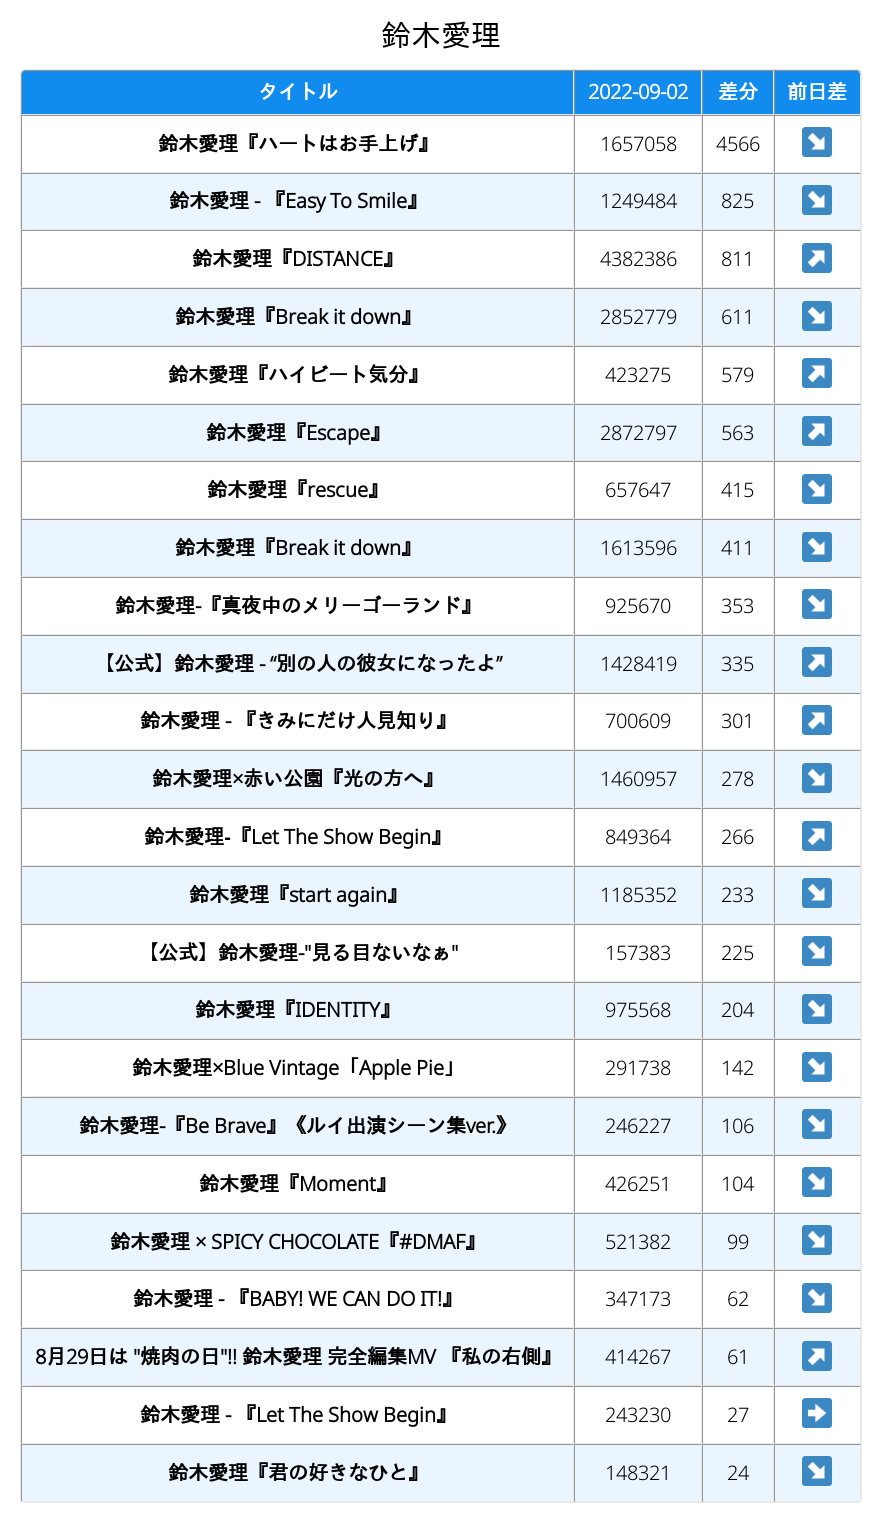 鈴木愛理
タイトル 2022-09-02 差分 前日差
鈴木愛理『ハートはお手上げ』 1657058 4566 ↘
鈴木愛理 - 『Easy To Smile』 1249484 825 ↘
鈴木愛理『DISTANCE』 4382386 811 ↗
鈴木愛理『Break it down』 2852779 611 ↘
鈴木愛理『ハイビート気分』 423275 579 ↗
鈴木愛理『Escape』 2872797 563 ↗
鈴木愛理『rescue』 657647 415 ↘
鈴木愛理『Break it down』 1613596 411 ↘
鈴木愛理-『真夜中のメリーゴーランド』 925670 353 ↘
【公式】鈴木愛理 - “別の人の彼女になったよ” 1428419 335 ↗
鈴木愛理 - 『きみにだけ人見知り』 700609 301 ↗
鈴木愛理×赤い公園『光の方へ』 1460957 278 ↘
鈴木愛理-『Let The Show Begin』 849364 266 ↗
鈴木愛理『start again』 1185352 233 ↘
【公式】鈴木愛理-"見る目ないなぁ" 157383 225 ↘
鈴木愛理『IDENTITY』 975568 204 ↘
鈴木愛理×Blue Vintage「Apple Pie」 291738 142 ↘
鈴木愛理-『Be Brave』《ルイ出演シーン集ver.》 246227 106 ↘
鈴木愛理『Moment』 426251 104 ↘
鈴木愛理 × SPICY CHOCOLATE『#DMAF』 521382 99 ↘
鈴木愛理 - 『BABY! WE CAN DO IT!』 347173 62 ↘
8月29日は "焼肉の日"!! 鈴木愛理 完全編集MV 『私の右側』 414267 61 ↗
鈴木愛理 - 『Let The Show Begin』 243230 27 →
鈴木愛理『君の好きなひと』 148321 24 ↘